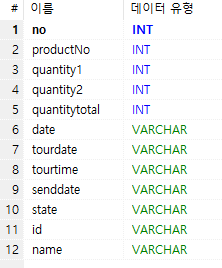 # 이름 데이터 유형
1 no INT
2 productNo INT
3 quantity1 INT
4 quantity2 INT
5 quantitytotal INT
6 date VARCHAR
7 tourdate VARCHAR
8 tourtime VARCHAR
9 senddate VARCHAR
10 state VARCHAR
11 id VARCHAR
12 name VARCHAR